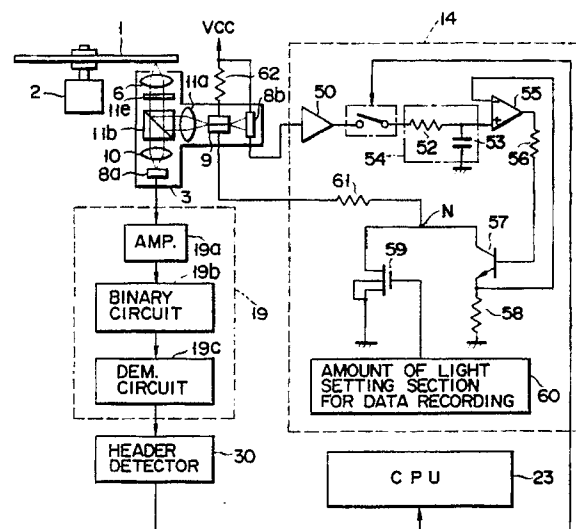 1
14
VCC
2
6
11e
11b
10
8a
3
11a
62
8b
9
50
52
54
53
55
56
61
N
57
59
58
AMP.
19a
19b
BINARY
CIRCUIT
19
19c
DEM.
CIRCUIT
AMOUNT OF LIGHT
SETTING SECTION
FOR DATA RECORDING
60
HEADER
DETECTOR
30
CPU
23